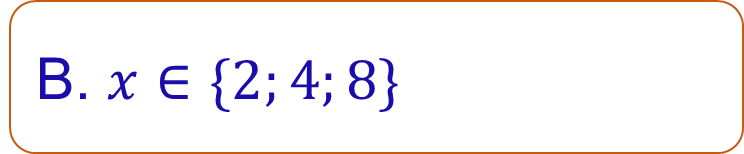 B. x ∈ {2; 4; 8}